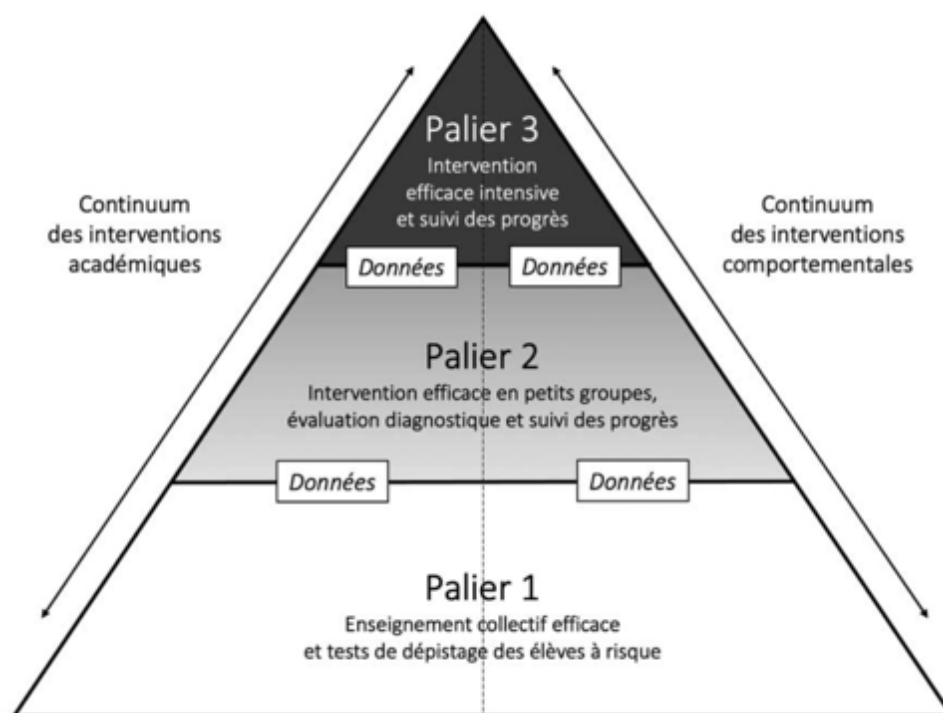 Palier 3
Intervention
efficace intensive
et suivi des progrès
Continuum
des interventions
académiques
Continuum
des interventions
comportementales
Données
Données
Palier 2
Intervention efficace en petits groupes,
évaluation diagnostique et suivi des progrès
Données
Données
Palier 1
Enseignement collectif efficace
et tests de dépistage des élèves à risque